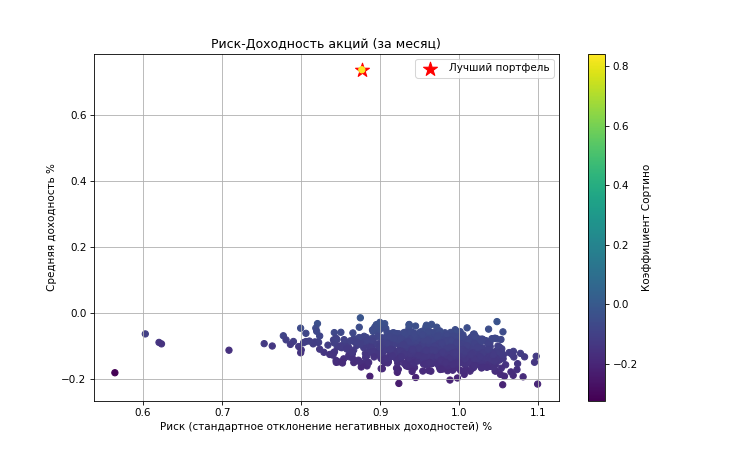 Риск-Доходность акций (за месяц)
Лучший портфель
Средняя доходность %
0.6
0.4
0.2
0.0
−0.2
0.6 0.7 0.8 0.9 1.0 1.1
Риск (стандартное отклонение негативных доходностей) %
0.8
0.6
0.4
0.2
0.0
−0.2
Коэффициент Сортино